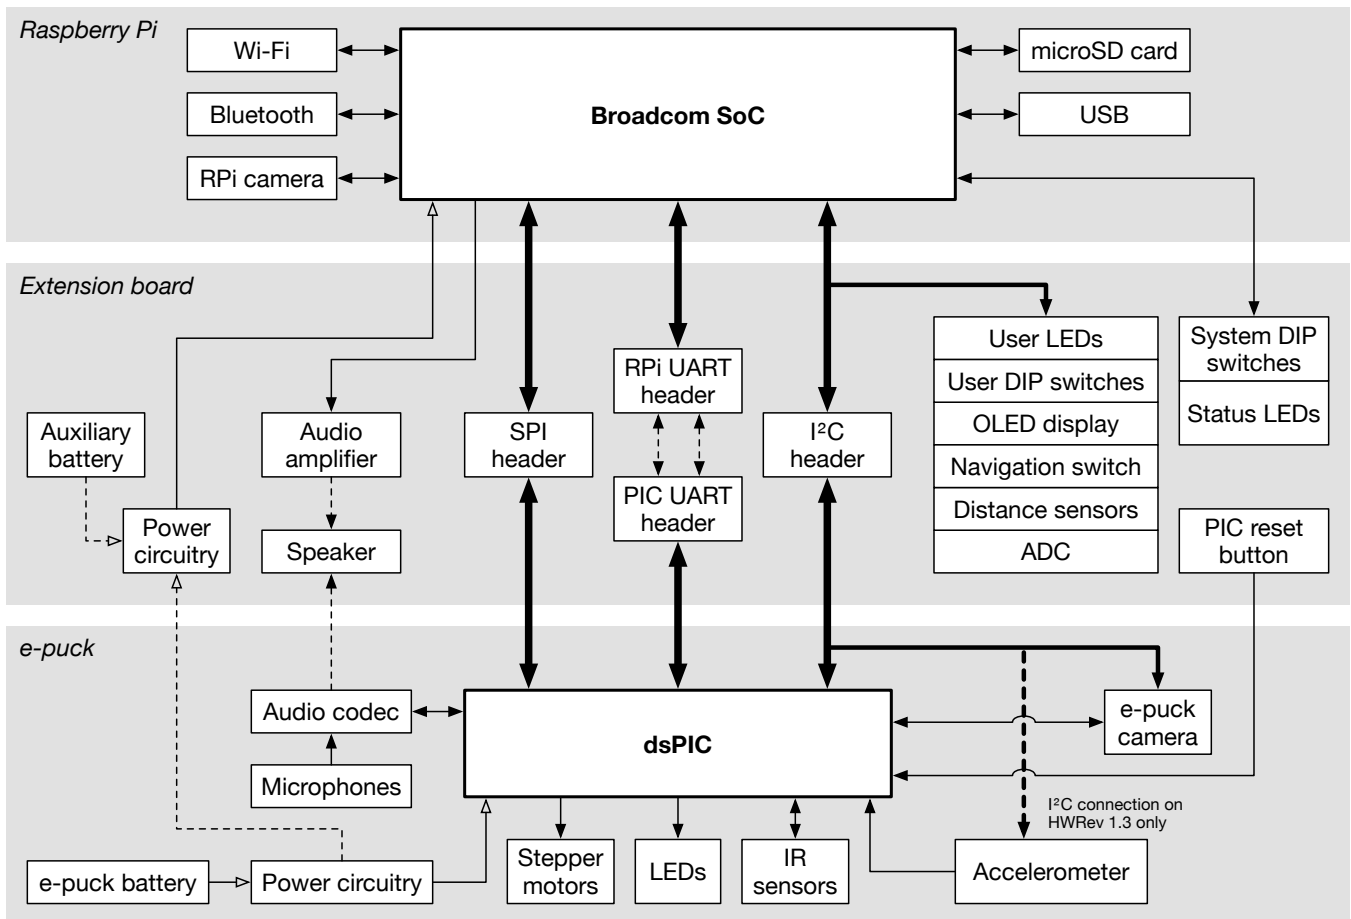 Raspberry Pi
Wi-Fi
Bluetooth
RPi camera
Broadcom SoC
microSD card
USB
Extension board
Auxiliary
battery
Power
circuitry
Audio
amplifier
Speaker
SPI
header
RPi UART
header
PIC UART
header
I²C
header
User LEDs
User DIP switches
OLED display
Navigation switch
Distance sensors
ADC
System DIP
switches
Status LEDs
PIC reset
button
e-puck
Audio codec
Microphones
dsPIC
e-puck
camera
I²C connection on
HWRev 1.3 only
e-puck battery
Power circuitry
Stepper
motors
LEDs
IR
sensors
Accelerometer